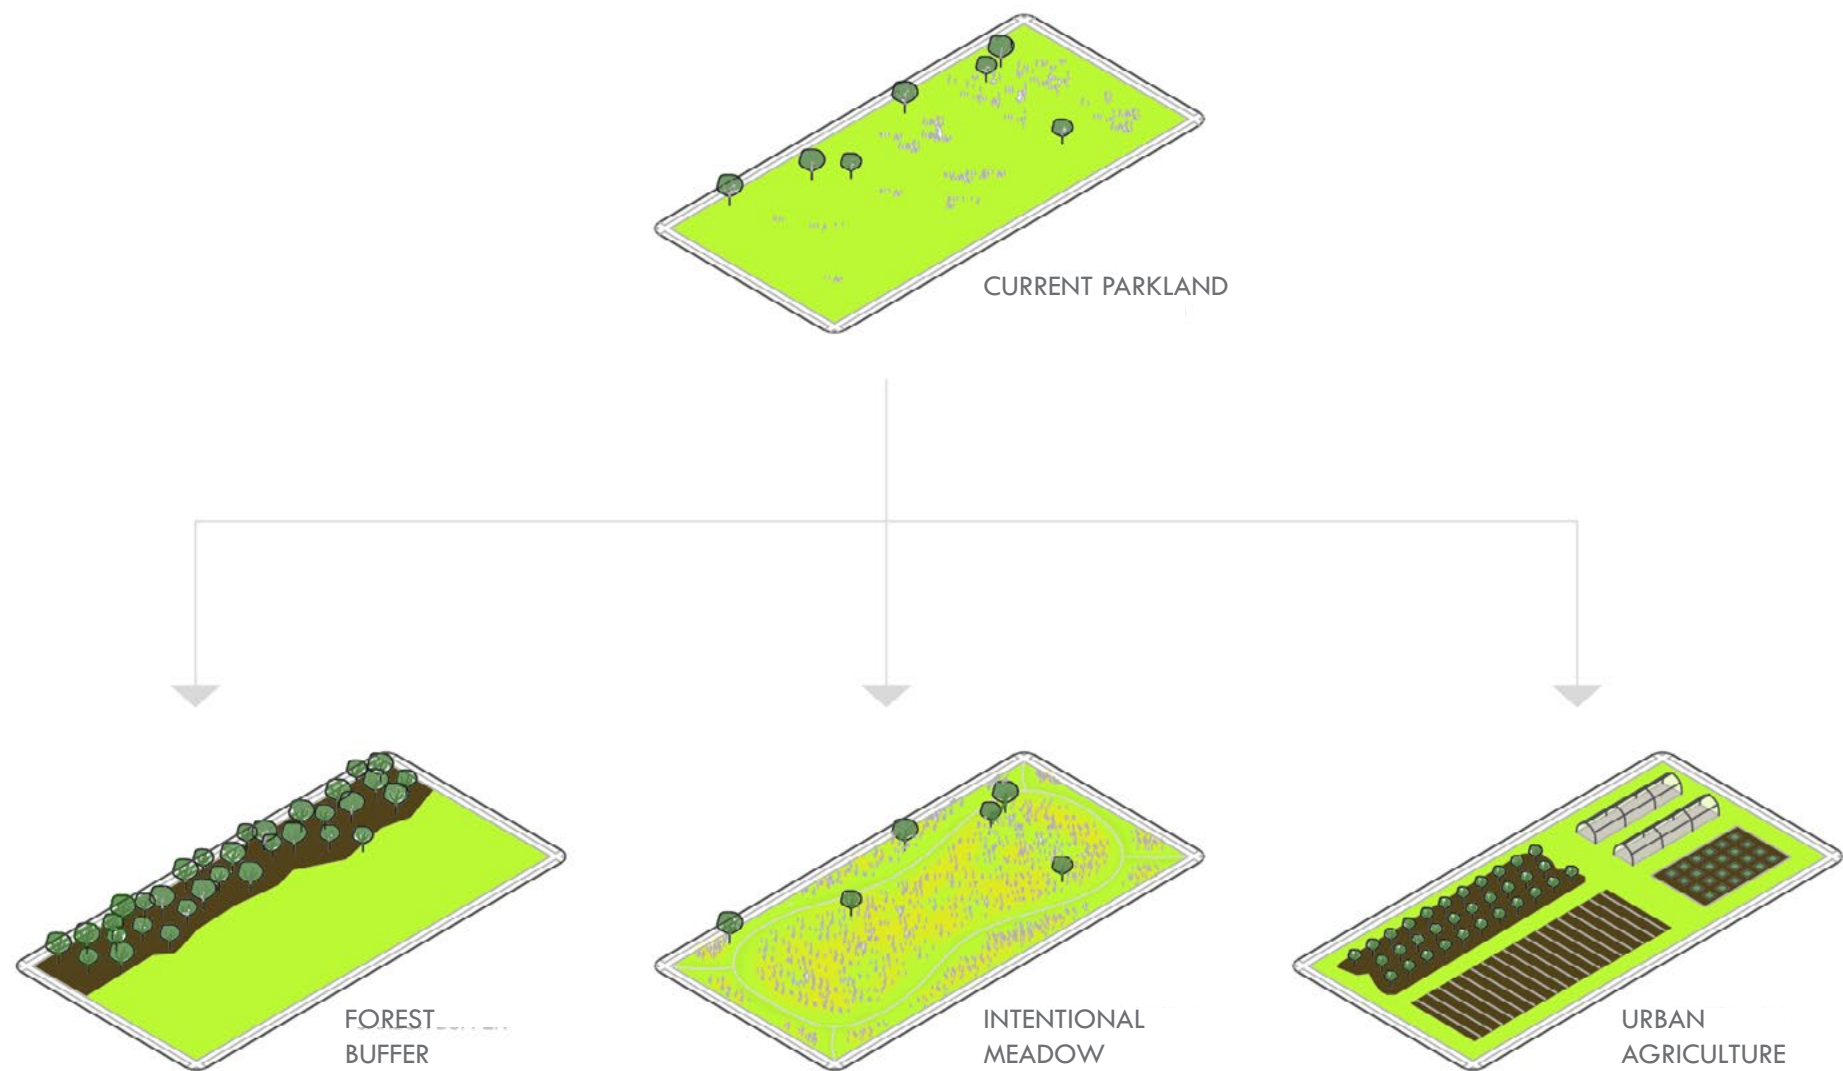 CURRENT PARKLAND
FOREST
BUFFER
INTENTIONAL
MEADOW
URBAN
AGRICULTURE